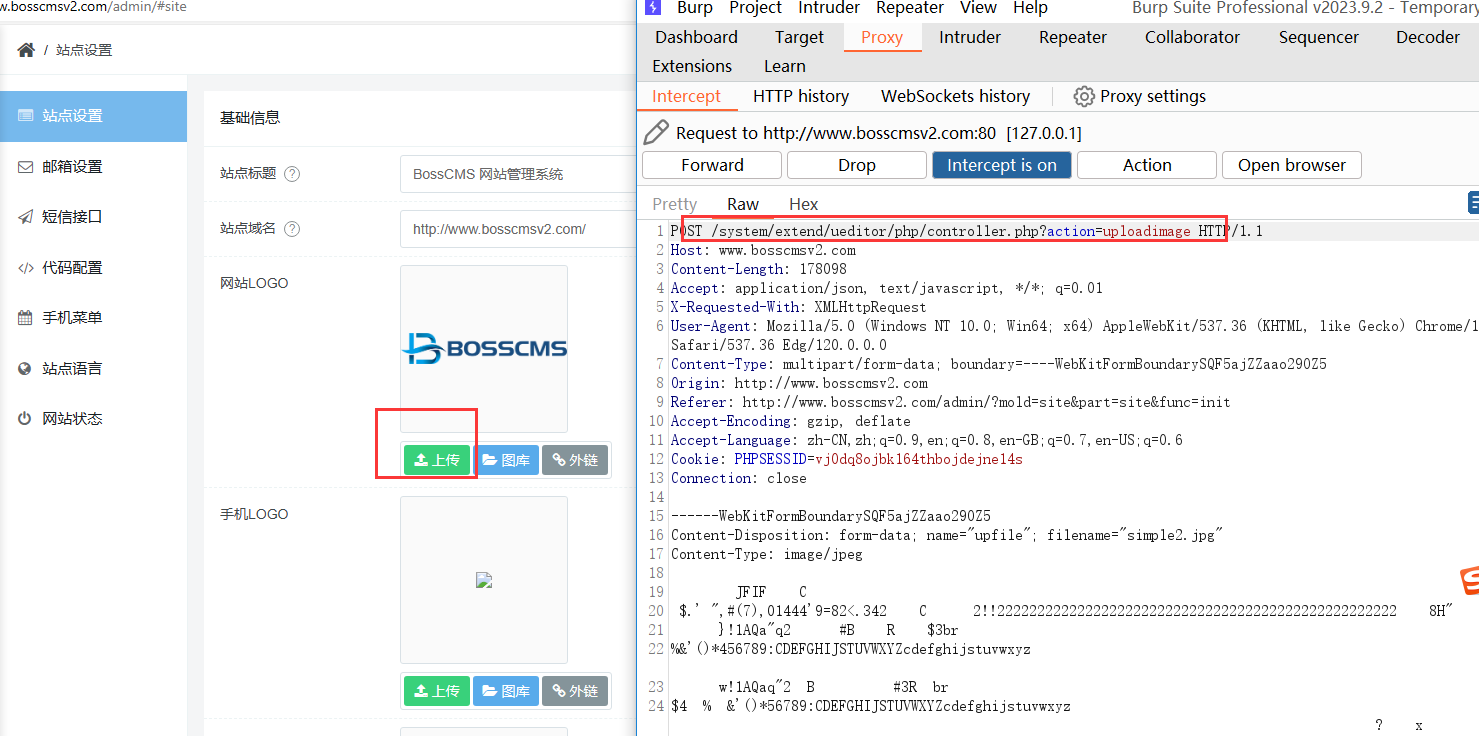 w.bosscmsv2.com/admin/#site
/ 站点设置
站点设置
邮箱设置
短信接口
代码配置
手机菜单
站点语言
网站状态
基础信息
站点标题 ?
BossCMS 网站管理系统
站点域名 ?
http://www.bosscmsv2.com/
网站LOGO
BOSSCMS
上传 图库 外链
手机LOGO
上传 图库 外链
Burp Project Intruder Repeater View Help Burp Suite Professional v2023.9.2 - Temporary
Dashboard Target Proxy Intruder Repeater Collaborator Sequencer Decoder
Extensions Learn
Intercept HTTP history WebSockets history Proxy settings
Request to http://www.bosscmsv2.com:80 [127.0.0.1]
Forward Drop Intercept is on Action Open browser
Pretty Raw Hex
1 POST /system/extend/ueditor/php/controller.php?action=uploadimage HTTP/1.1
2 Host: www.bosscmsv2.com
3 Content-Length: 178098
4 Accept: application/json, text/javascript, */*; q=0.01
5 X-Requested-With: XMLHttpRequest
6 User-Agent: Mozilla/5.0 (Windows NT 10.0; Win64; x64) AppleWebKit/537.36 (KHTML, like Gecko) Chrome/1
Safari/537.36 Edg/120.0.0.0
7 Content-Type: multipart/form-data; boundary=----WebKitFormBoundarySQF5ajZZaao290Z5
8 Origin: http://www.bosscmsv2.com
9 Referer: http://www.bosscmsv2.com/admin/?mold=site&part=site&func=init
10 Accept-Encoding: gzip, deflate
11 Accept-Language: zh-CN,zh;q=0.9,en;q=0.8,en-GB;q=0.7,en-US;q=0.6
12 Cookie: PHPSESSID=vj0dq8ojbk164thbojdejne14s
13 Connection: close
14
15 ------WebKitFormBoundarySQF5ajZZaao290Z5
16 Content-Disposition: form-data; name="upfile"; filename="simple2.jpg"
17 Content-Type: image/jpeg
18
19 JFIF C
20 $.' ",#(7),01444'9=82<.342 C 2!!22222222222222222222222222222222222222222222222222 8H"
21 }!1AQa"q2 #B R $3br
22 %&'()*456789:CDEFGHIJSTUVWXYZcdefghijstuvwxyz
23 w!1AQaq"2 B #3R br
24 $4 % &'()*56789:CDEFGHIJSTUVWXYZcdefghijstuvwxyz
? x